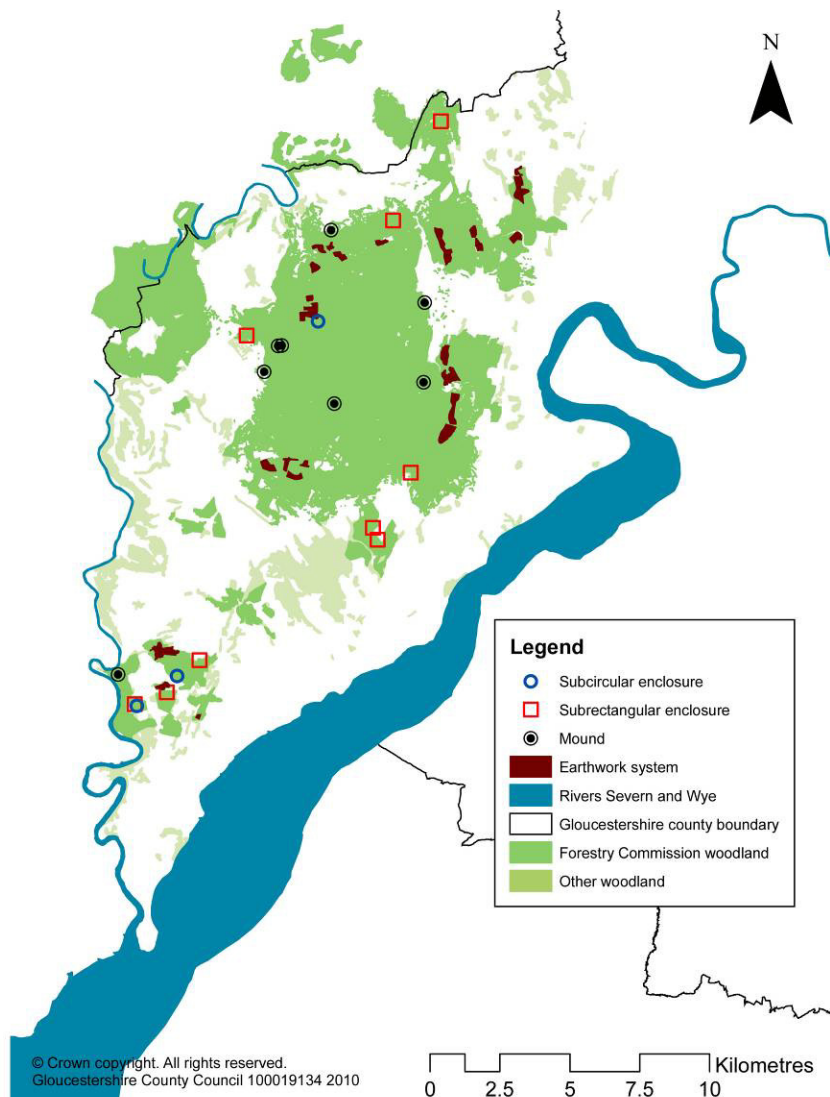 N
Legend
Subcircular enclosure
Subrectangular enclosure
Mound
Earthwork system
Rivers Severn and Wye
Gloucestershire county boundary
Forestry Commission woodland
Other woodland
© Crown copyright. All rights reserved.
Gloucestershire County Council 100019134 2010
Kilometres
0 2.5 5 7.5 10